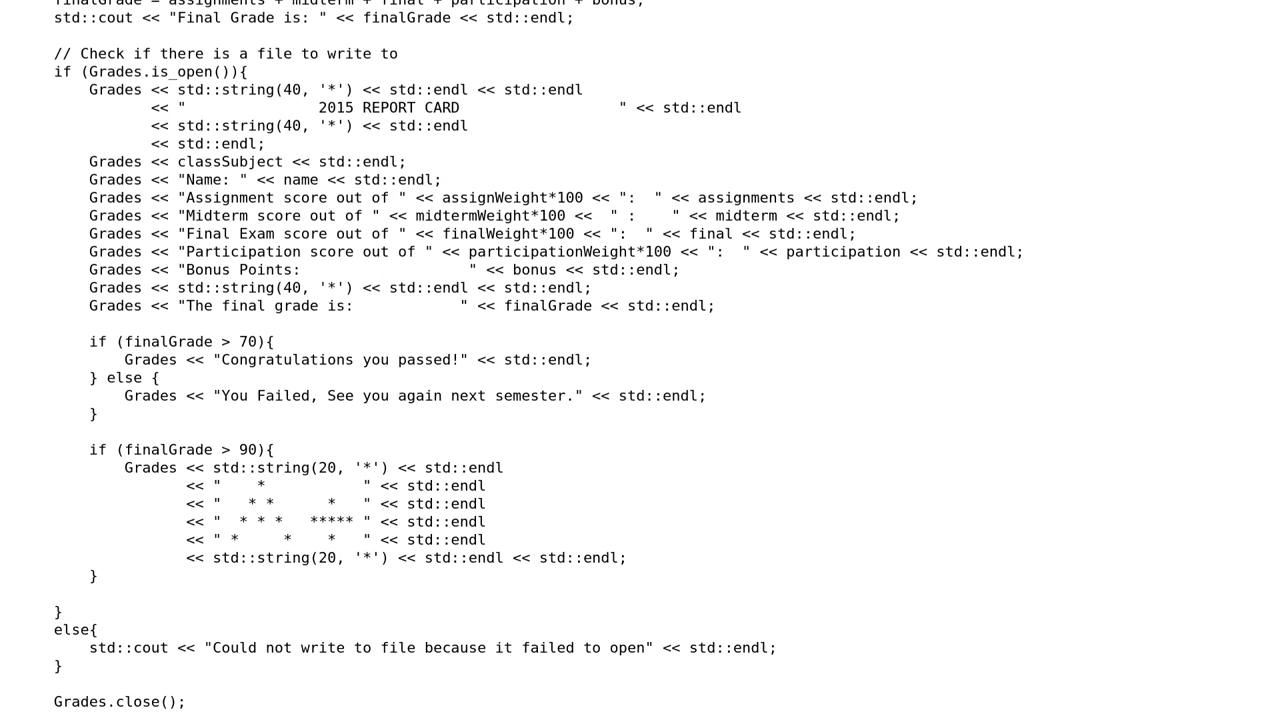 finalGrade = assignments + midterm + final + participation + bonus;
    std::cout << "Final Grade is: " << finalGrade << std::endl;

    // Check if there is a file to write to
    if (Grades.is_open()){
        Grades << std::string(40, '*') << std::endl << std::endl
               << "               2015 REPORT CARD                  " << std::endl
               << std::string(40, '*') << std::endl
               << std::endl;
        Grades << classSubject << std::endl;
        Grades << "Name: " << name << std::endl;
        Grades << "Assignment score out of " << assignWeight*100 << ":  " << assignments << std::endl;
        Grades << "Midterm score out of " << midtermWeight*100 <<  " :    " << midterm << std::endl;
        Grades << "Final Exam score out of " << finalWeight*100 << ":  " << final << std::endl;
        Grades << "Participation score out of " << participationWeight*100 << ":  " << participation << std::endl;
        Grades << "Bonus Points:                   " << bonus << std::endl;
        Grades << std::string(40, '*') << std::endl << std::endl;
        Grades << "The final grade is:            " << finalGrade << std::endl;

        if (finalGrade > 70){
            Grades << "Congratulations you passed!" << std::endl;
        } else {
            Grades << "You Failed, See you again next semester." << std::endl;
        }

        if (finalGrade > 90){
            Grades << std::string(20, '*') << std::endl
                   << "    *           " << std::endl
                   << "   * *      *   " << std::endl
                   << "  * * *   ***** " << std::endl
                   << " *     *    *   " << std::endl
                   << std::string(20, '*') << std::endl << std::endl;
        }

    }
    else{
        std::cout << "Could not write to file because it failed to open" << std::endl;
    }

    Grades.close();